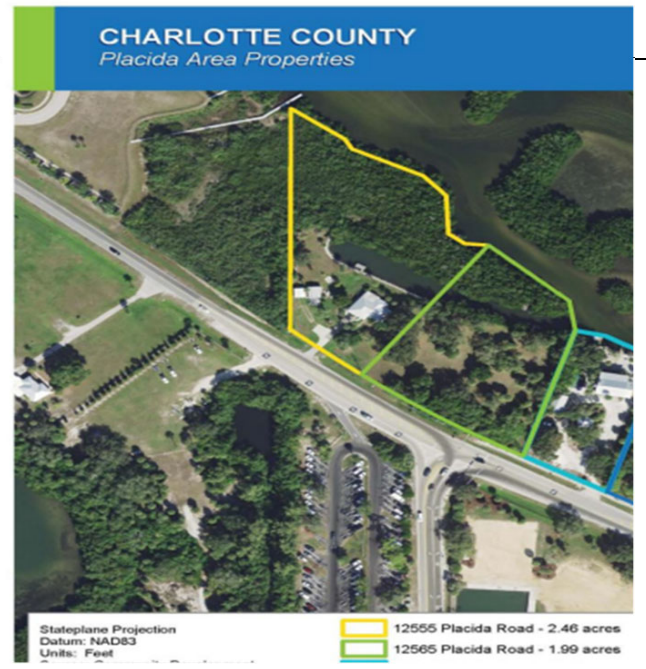 CHARLOTTE COUNTY
Placida Area Properties
Stateplane Projection
Datum: NAD83
Units: Feet
12555 Placida Road - 2.46 acres
12565 Placida Road - 1.99 acres